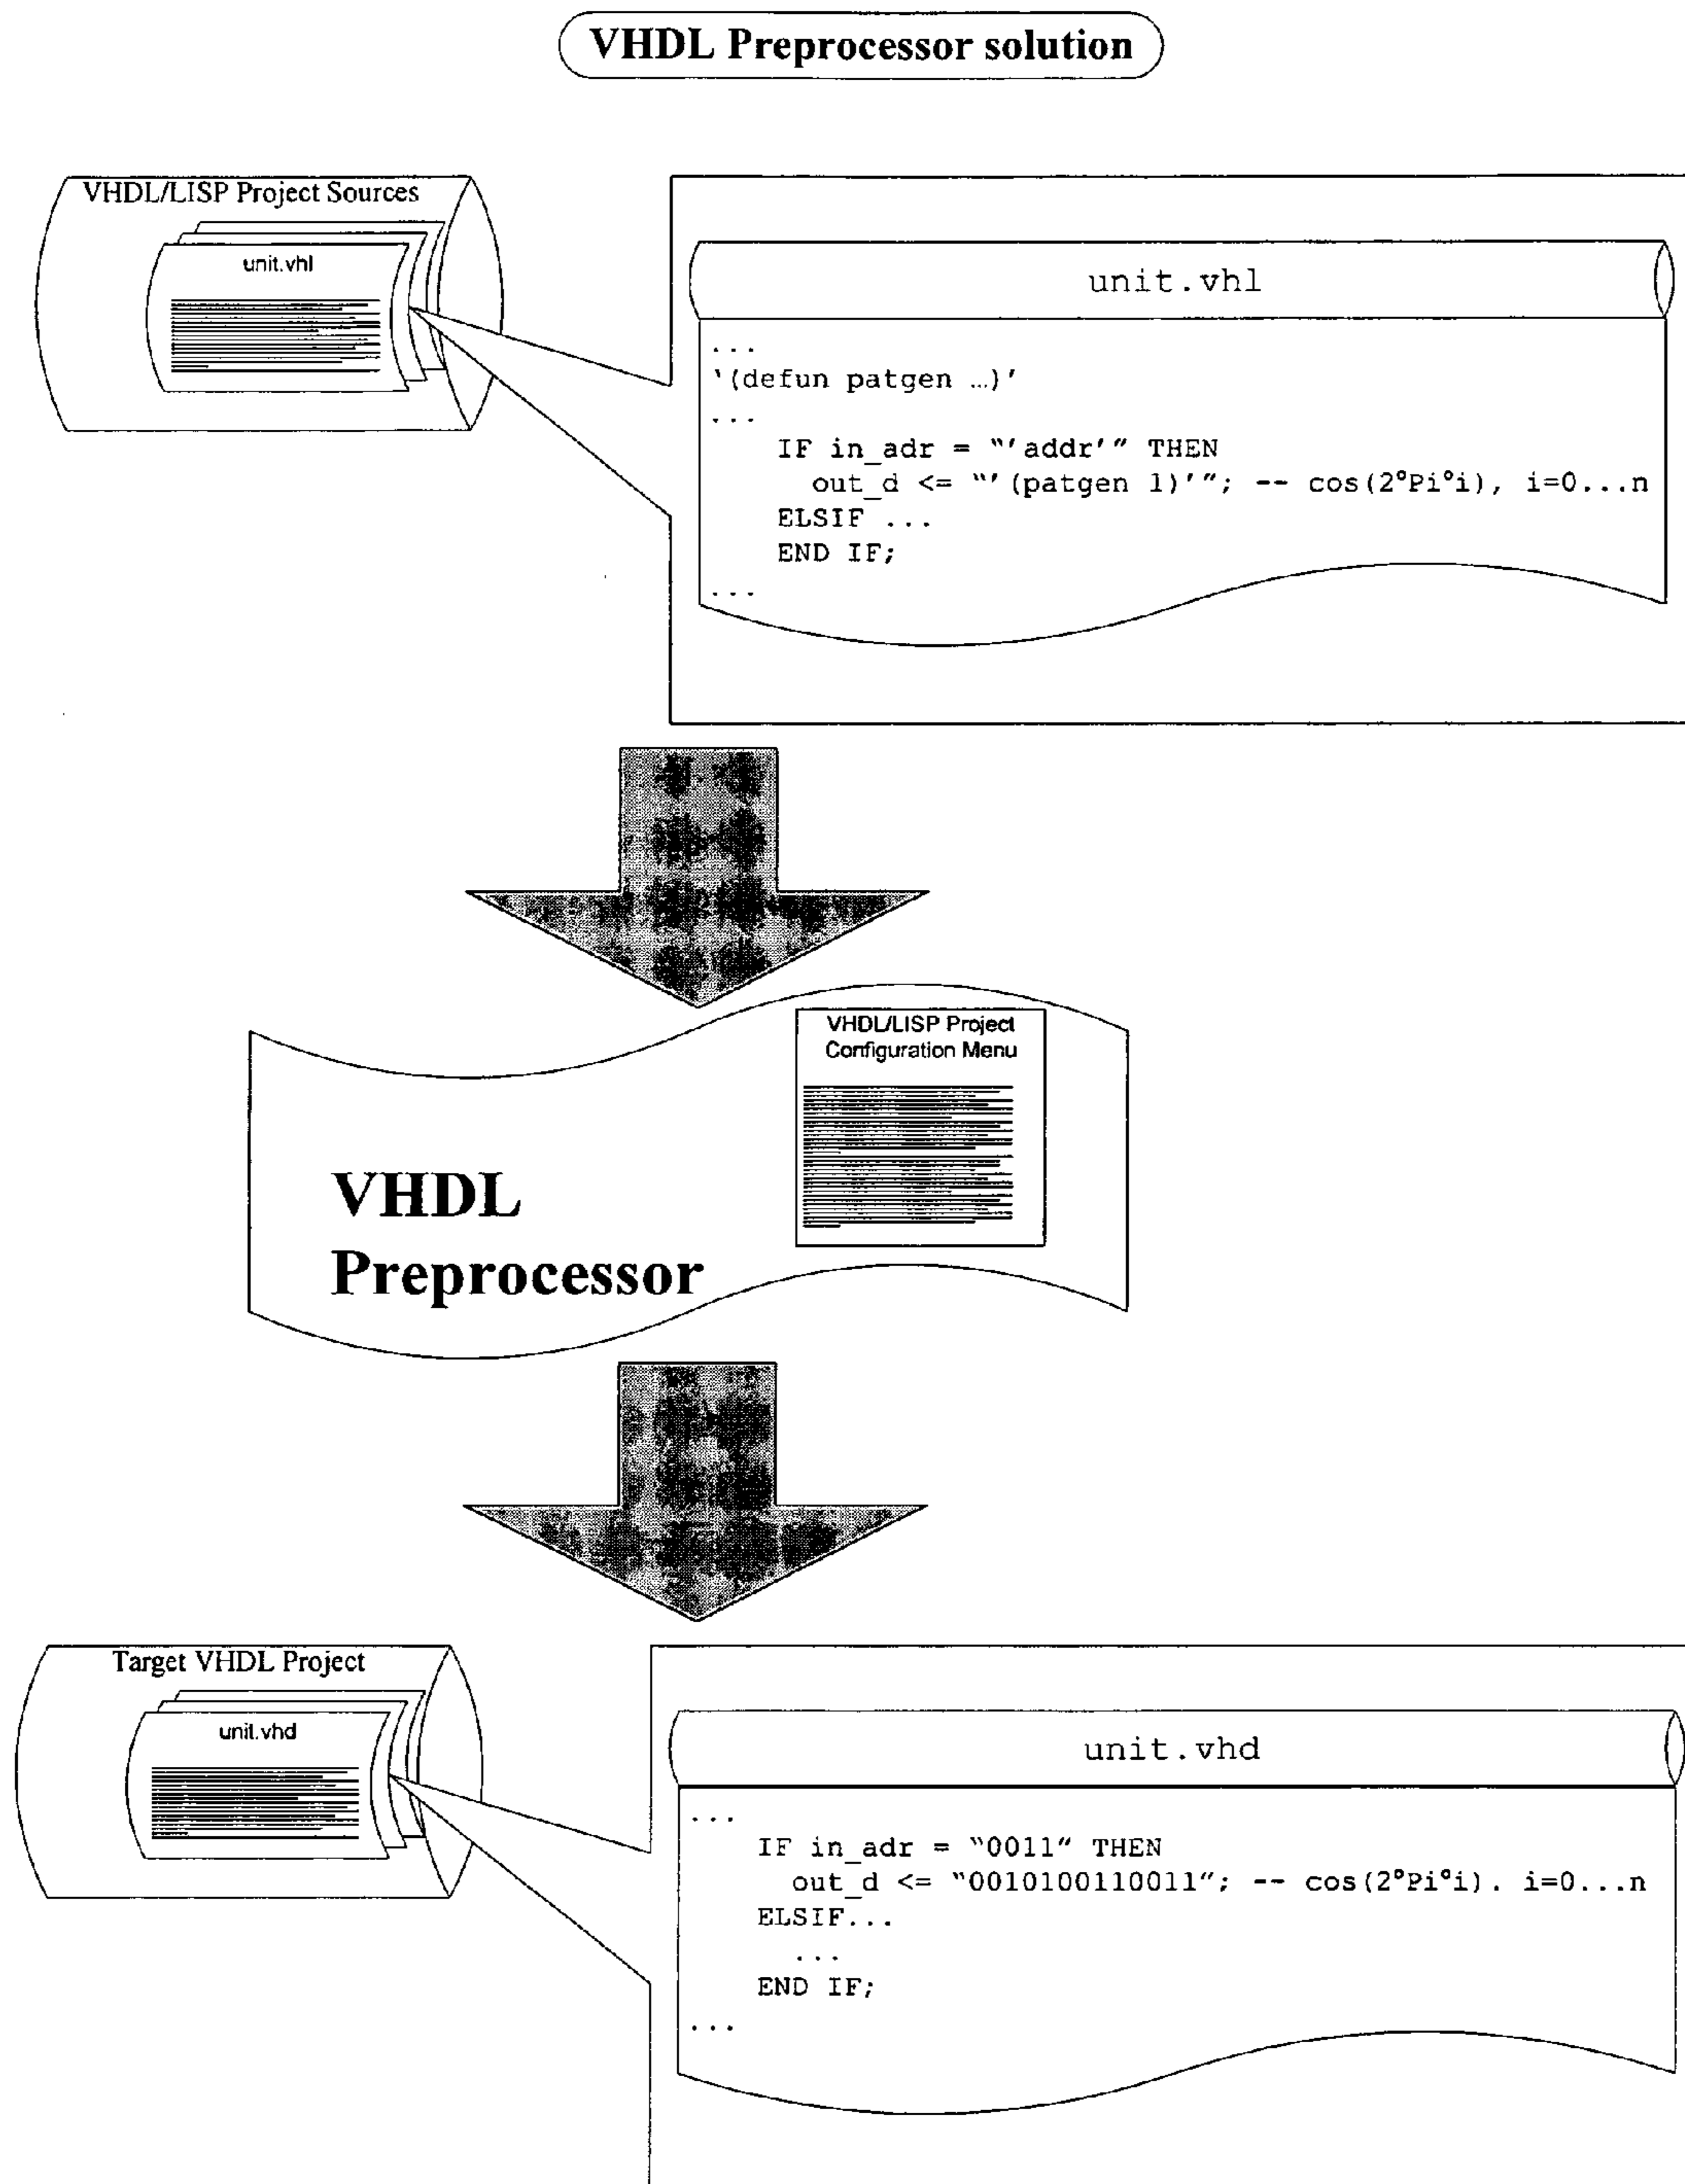 VHDL Preprocessor solution
VHDL/LISP Project Sources
unit.vhl
unit.vhl
...
‘(defun patgen …)’
...
IF in_adr = “’addr’” THEN
out_d <= “’(patgen 1)’”; -- cos(2°Pi°i), i=0...n
ELSIF ...
END IF;
...
VHDL/LISP Project
Configuration Menu
VHDL
Preprocessor
Target VHDL Project
unit.vhd
unit.vhd
...
IF in_adr = “0011” THEN
out_d <= “0010100110011”; -- cos(2°Pi°i). i=0...n
ELSIF...
...
END IF;
...